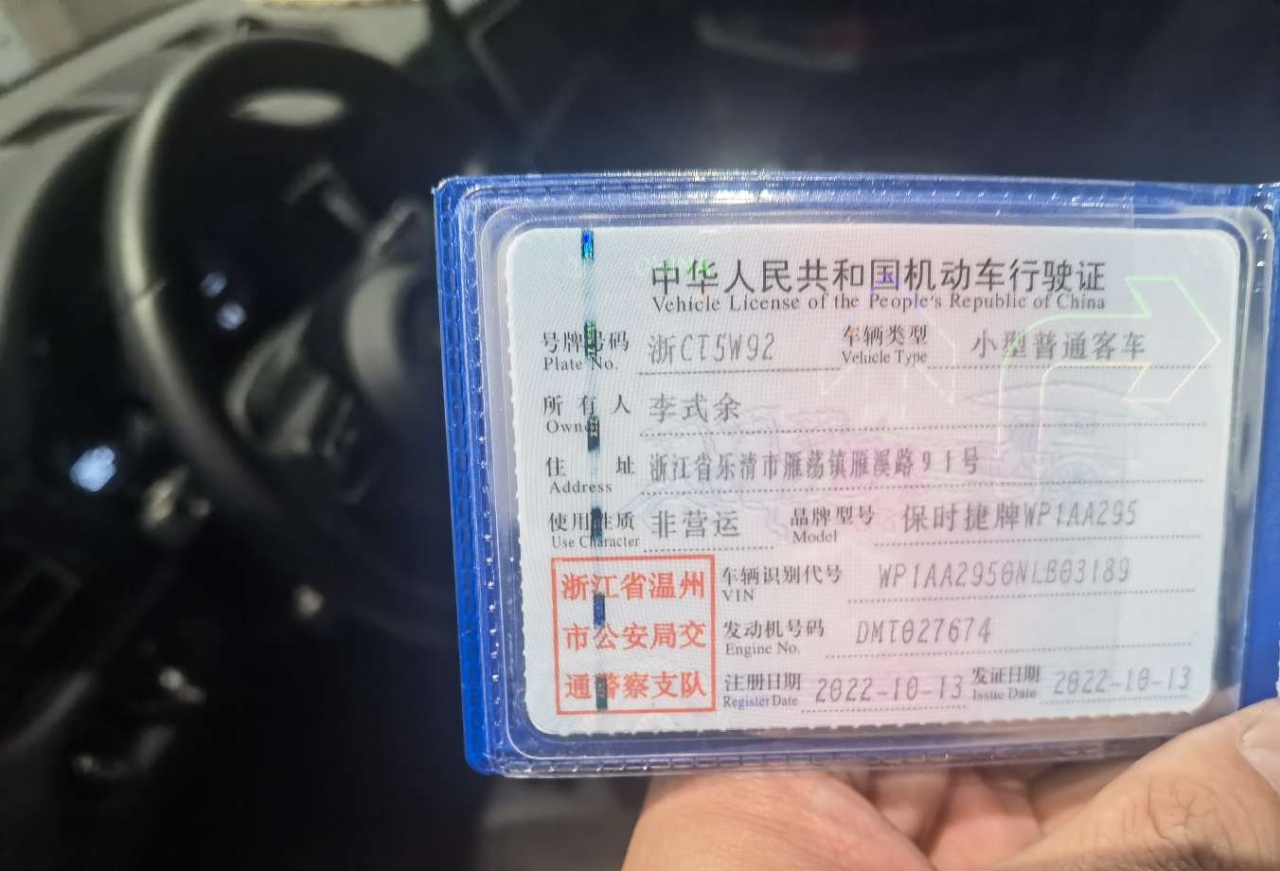 中华人民共和国机动车行驶证
Vehicle License of the People's Republic of China
号牌号码 浙CT5W92 车辆类型 小型普通客车
Plate No. Vehicle Type
所有人 李式余
Owner
住址 浙江省乐清市雁荡镇雁溪路91号
Address
使用性质 非营运 品牌型号 保时捷牌WP1AA295
Use Character Model
浙江省温州 车辆识别代号 WP1AA2950NLB03189
VIN
市公安局交 发动机号码 DMT027674
Engine No.
通警察支队 注册日期 2022-10-13 发证日期 2022-10-13
Register Date Issue Date